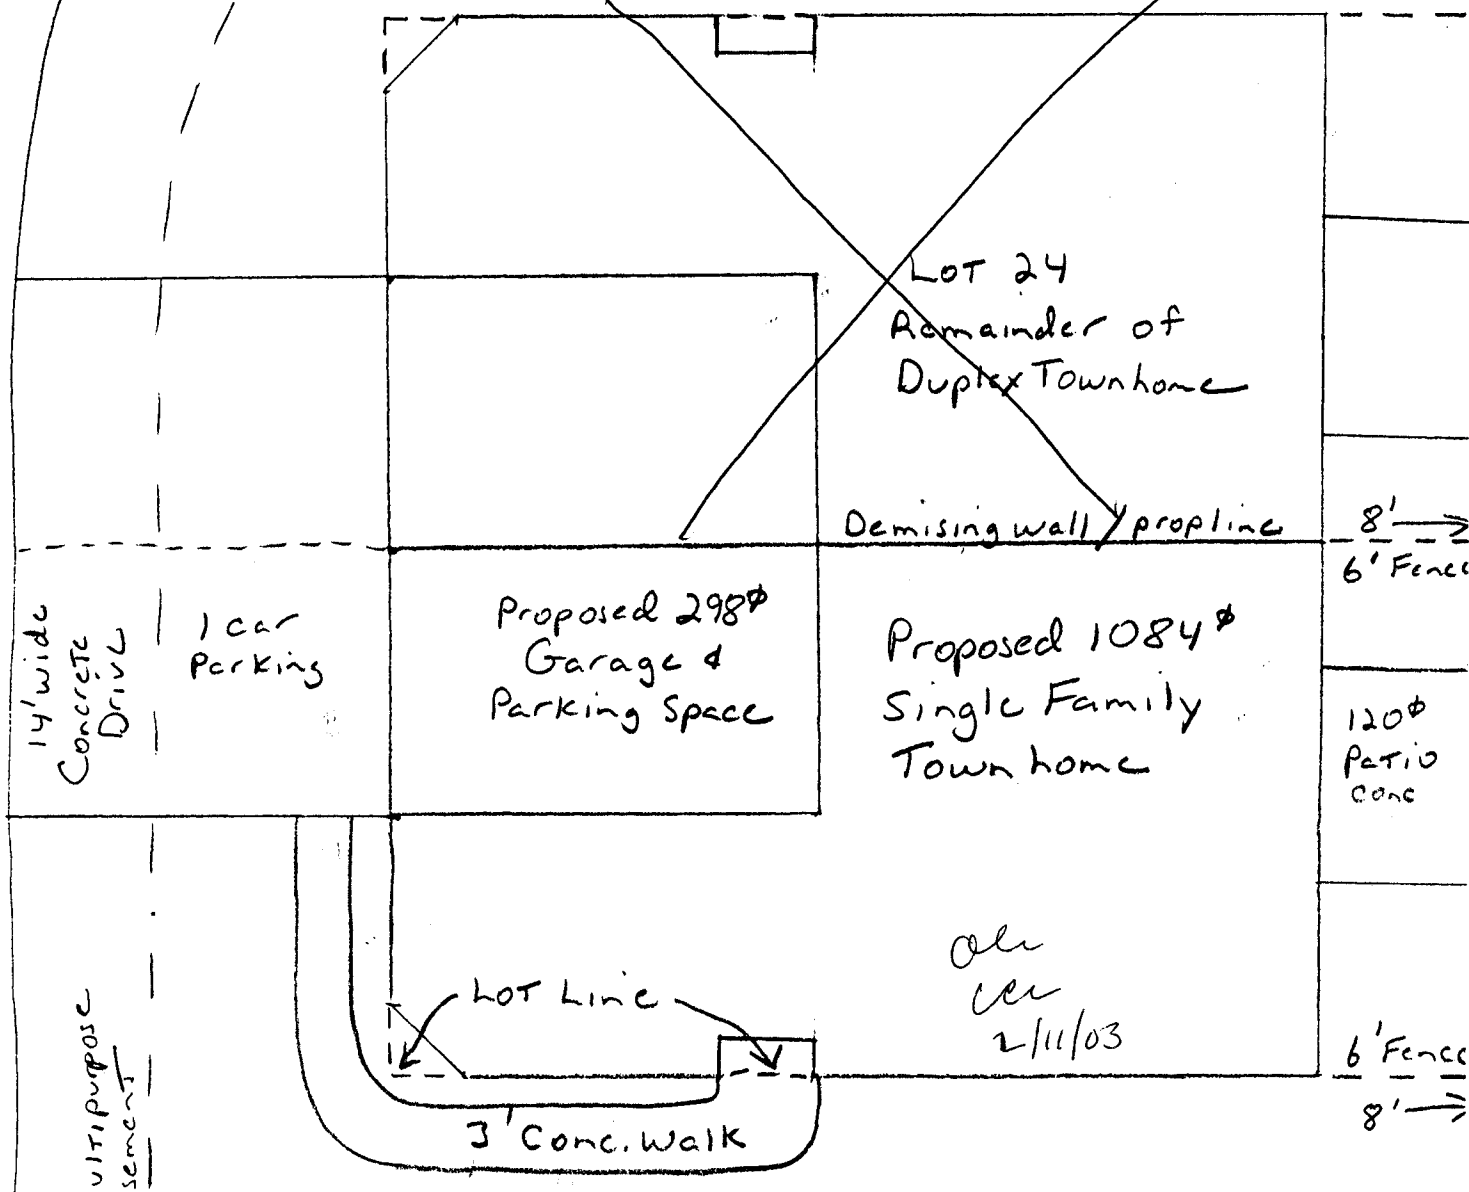 LOT 24
Remainder of
Duplex Townhome
Demising wall / propline
8'
6' Fence
14' wide
Concrete
Drive
1 car
Parking
Proposed 298⌀
Garage &
Parking Space
Proposed 1084⌀
Single Family
Townhome
120⌀
Patio
Conc
Lot Line
2/11/03
6' Fence
8'
3' Conc. Walk
ultipurpose
sement